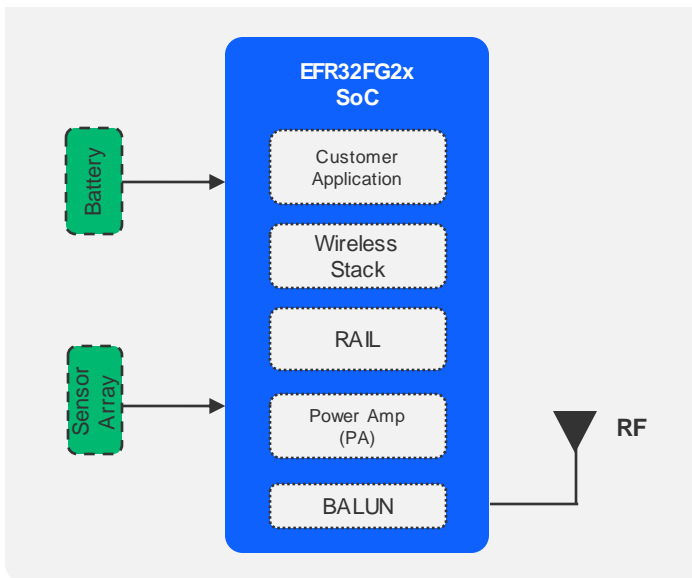 EFR32FG2x
SoC
Customer
Application
Wireless
Stack
RAIL
Power Amp
(PA)
BALUN
Battery
Sensor
Array
RF